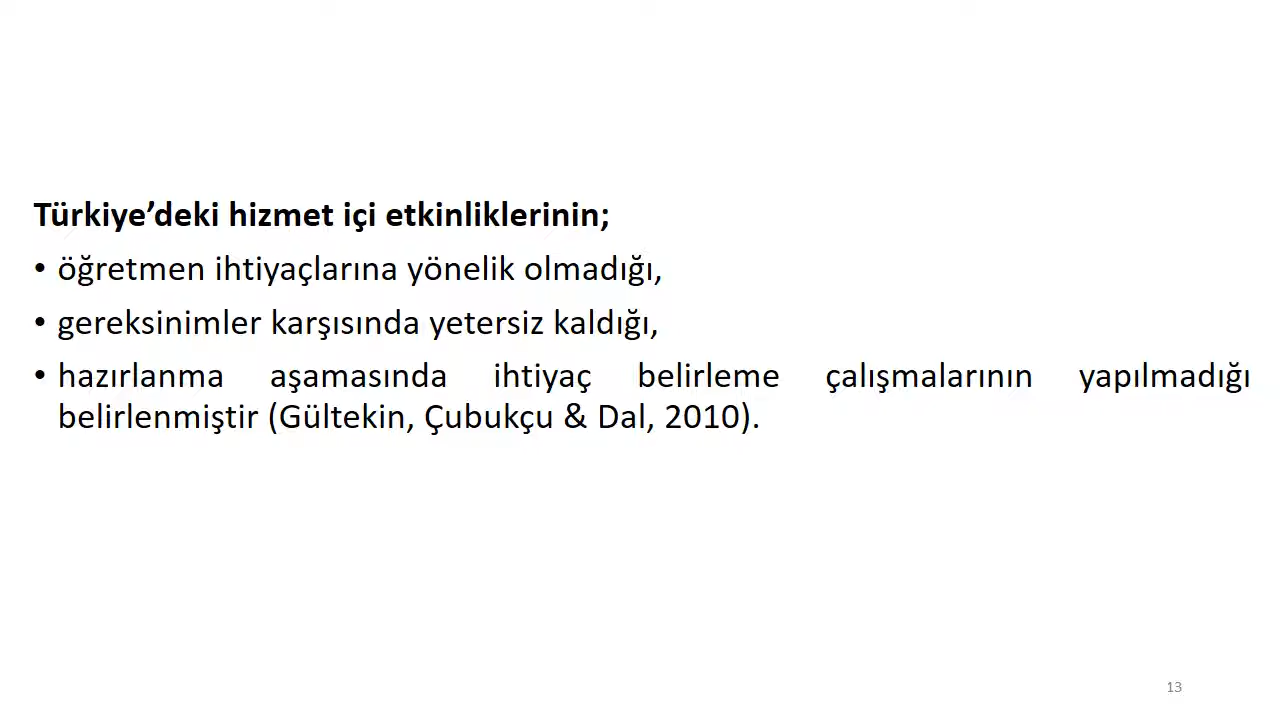 Türkiye’deki hizmet içi etkinliklerinin;
• öğretmen ihtiyaçlarına yönelik olmadığı,
• gereksinimler karşısında yetersiz kaldığı,
• hazırlanma aşamasında ihtiyaç belirleme çalışmalarının yapılmadığı
belirlenmiştir (Gültekin, Çubukçu & Dal, 2010).
13